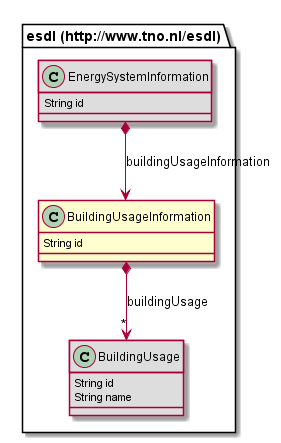 esdl (http://www.tno.nl/esdl)
C EnergySystemInformation
String id
buildingUsageInformation
C BuildingUsageInformation
String id
buildingUsage
*
C BuildingUsage
String id
String name